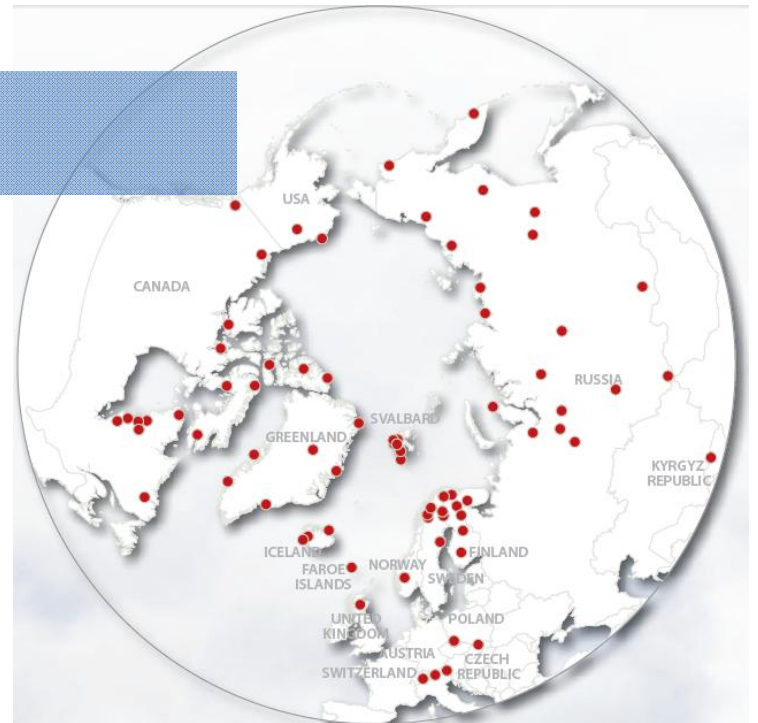 USA
CANADA
RUSSIA
SVALBARD
GREENLAND
KYRGYZ
REPUBLIC
ICELAND
FAROE
ISLANDS
NORWAY
FINLAND
SWEDEN
UNITED
KINGDOM
POLAND
AUSTRIA
CZECH
REPUBLIC
SWITZERLAND